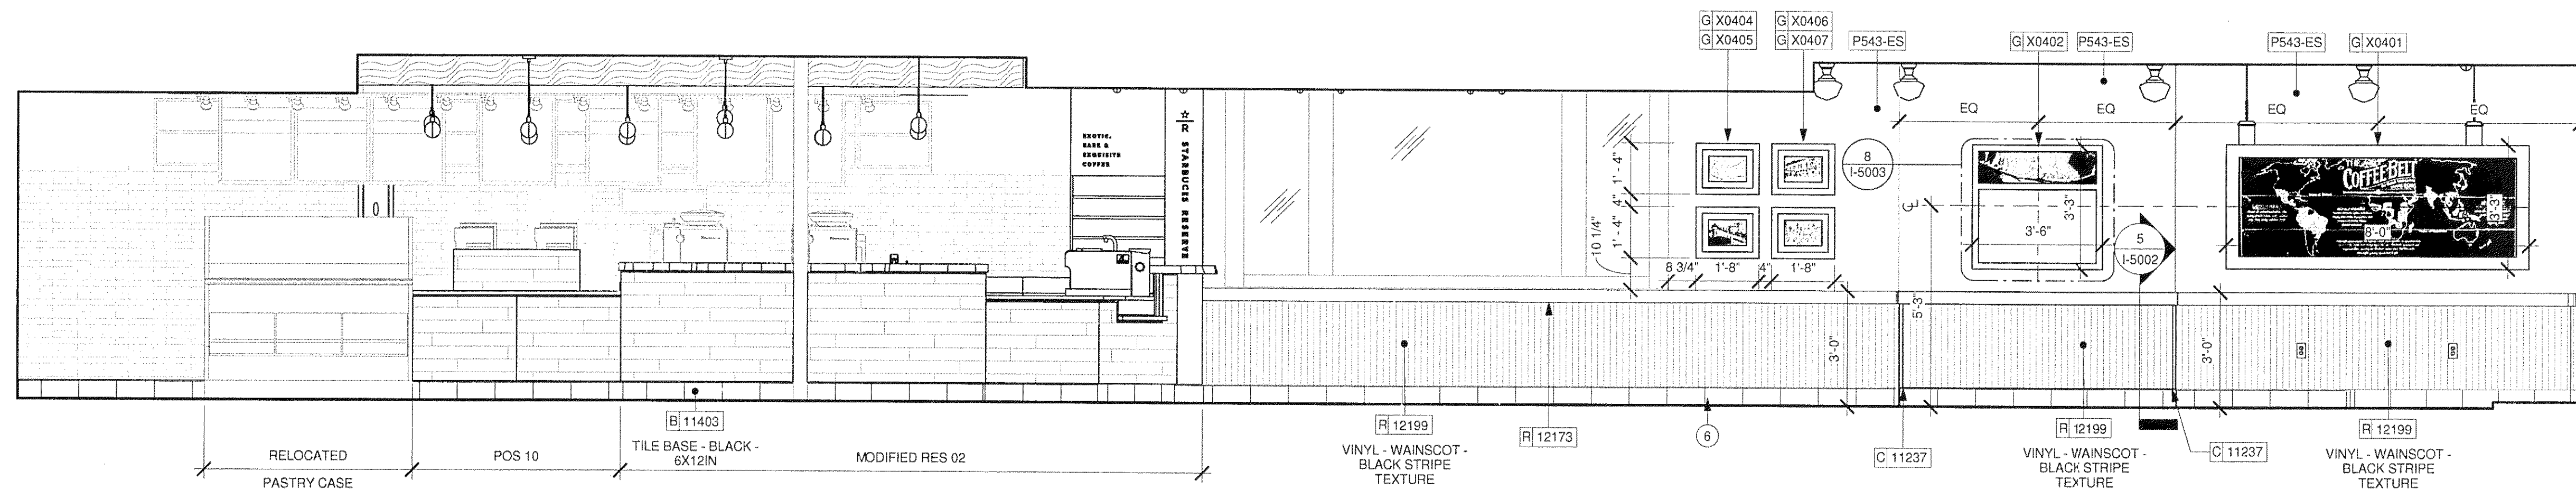 G X0404
G X0405
G X0406
G X0407
P543-ES
G X0402
P543-ES
P543-ES
G X0401
EQ
EQ
EQ
EQ
EXOTIC,
RARE &
EXQUISITE
COFFEE
☆
R
STARBUCKS RESERVE
1'-4"
4"
1'-4"
10 1/4"
8 3/4"
1'-8"
4"
1'-8"
8
I-5003
CL
3'-3"
3'-6"
5
I-5002
THE
COFFEE BELT
3'-3"
8'-0"
5'-3"
3'-0"
3'-0"
B 11403
TILE BASE - BLACK -
6X12IN
RELOCATED
PASTRY CASE
POS 10
MODIFIED RES 02
R 12199
VINYL - WAINSCOT -
BLACK STRIPE
TEXTURE
R 12173
6
C 11237
R 12199
VINYL - WAINSCOT -
BLACK STRIPE
TEXTURE
C 11237
R 12199
VINYL - WAINSCOT -
BLACK STRIPE
TEXTURE